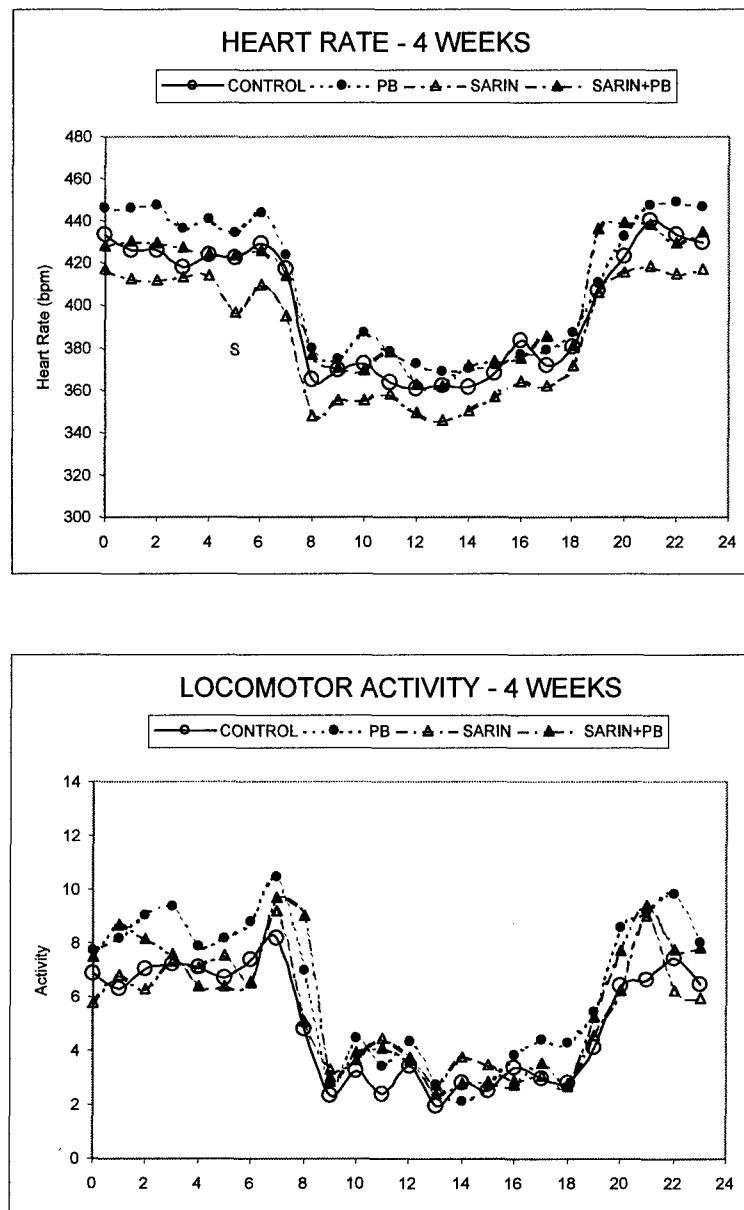 HEART RATE - 4 WEEKS
CONTROL PB SARIN SARIN+PB
480
460
440
420
400
380
360
340
320
300
Heart Rate (bpm)
S
0 2 4 6 8 10 12 14 16 18 20 22 24
LOCOMOTOR ACTIVITY - 4 WEEKS
CONTROL PB SARIN SARIN+PB
14
12
10
8
6
4
2
0
Activity
0 2 4 6 8 10 12 14 16 18 20 22 24